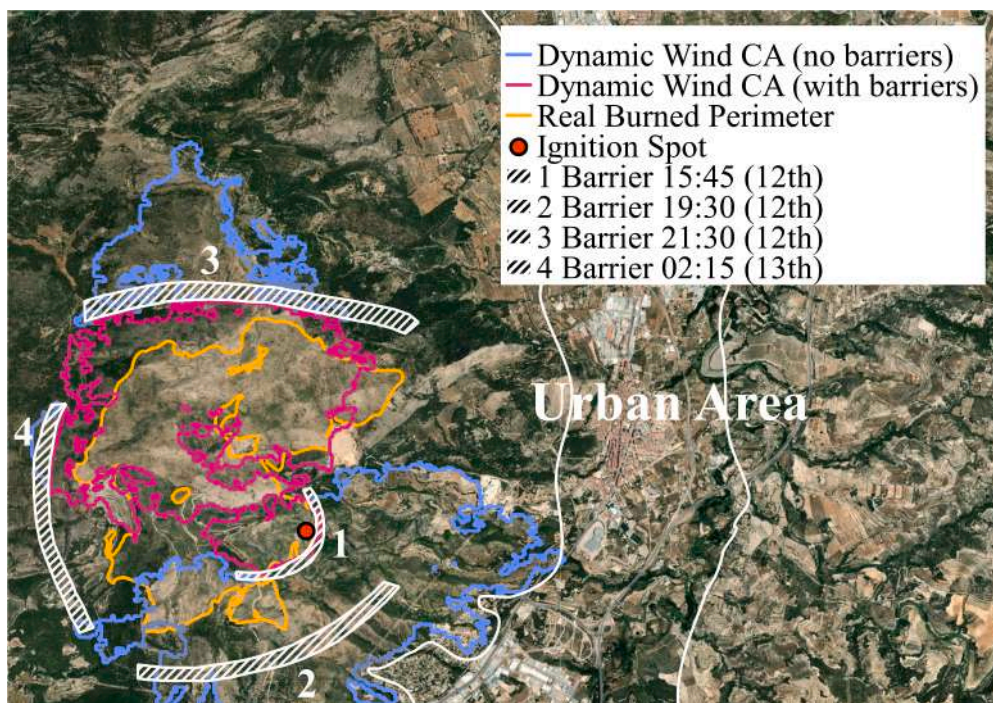 Dynamic Wind CA (no barriers)
Dynamic Wind CA (with barriers)
Real Burned Perimeter
Ignition Spot
1 Barrier 15:45 (12th)
2 Barrier 19:30 (12th)
3 Barrier 21:30 (12th)
4 Barrier 02:15 (13th)
3
Urban Area
4
1
2